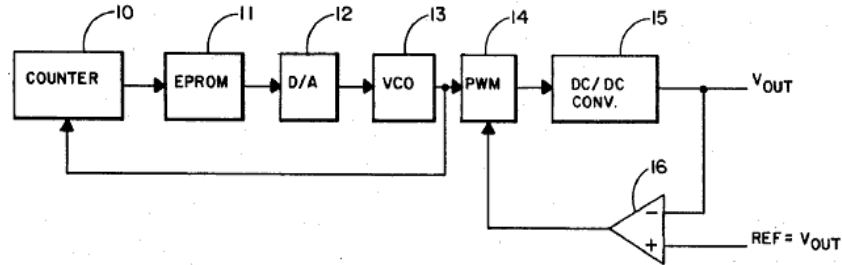 10 11 12 13 14 15
COUNTER EPROM D/A VCO PWM DC/DC
CONV.
VOUT
16
−
+
REF = VOUT